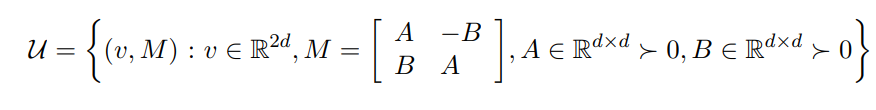 𝒰 = { (v, M) : v ∈ ℝ^{2d}, M = [ A −B ; B A ], A ∈ ℝ^{d×d} ≻ 0, B ∈ ℝ^{d×d} ≻ 0 }